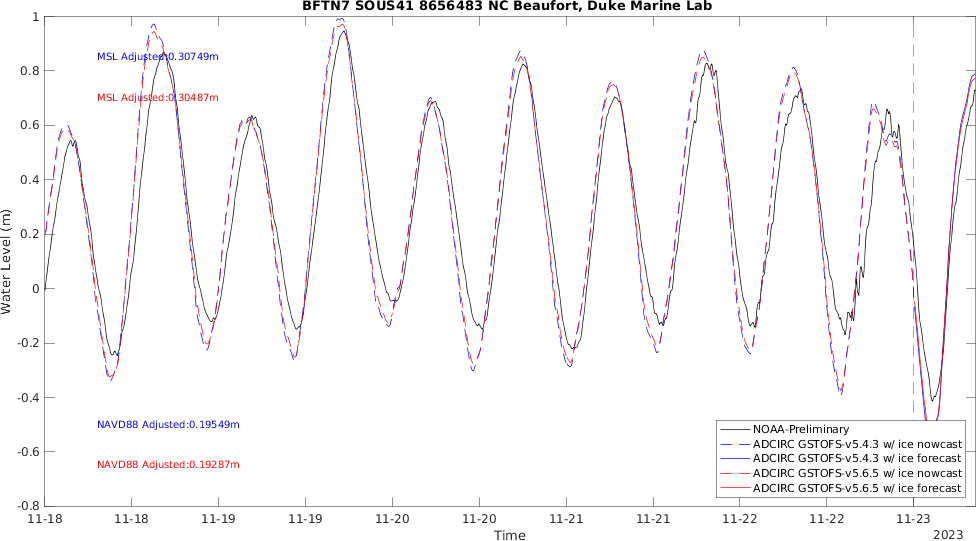 BFTN7 SOUS41 8656483 NC Beaufort, Duke Marine Lab
1
0.8
0.6
0.4
0.2
0
-0.2
-0.4
-0.6
-0.8
Water Level (m)
MSL Adjusted:0.30749m
MSL Adjusted:0.30487m
NAVD88 Adjusted:0.19549m
NAVD88 Adjusted:0.19287m
NOAA-Preliminary
ADCIRC GSTOFS-v5.4.3 w/ ice nowcast
ADCIRC GSTOFS-v5.4.3 w/ ice forecast
ADCIRC GSTOFS-v5.6.5 w/ ice nowcast
ADCIRC GSTOFS-v5.6.5 w/ ice forecast
11-18 11-18 11-19 11-19 11-20 11-20 11-21 11-21 11-22 11-22 11-23
Time
2023